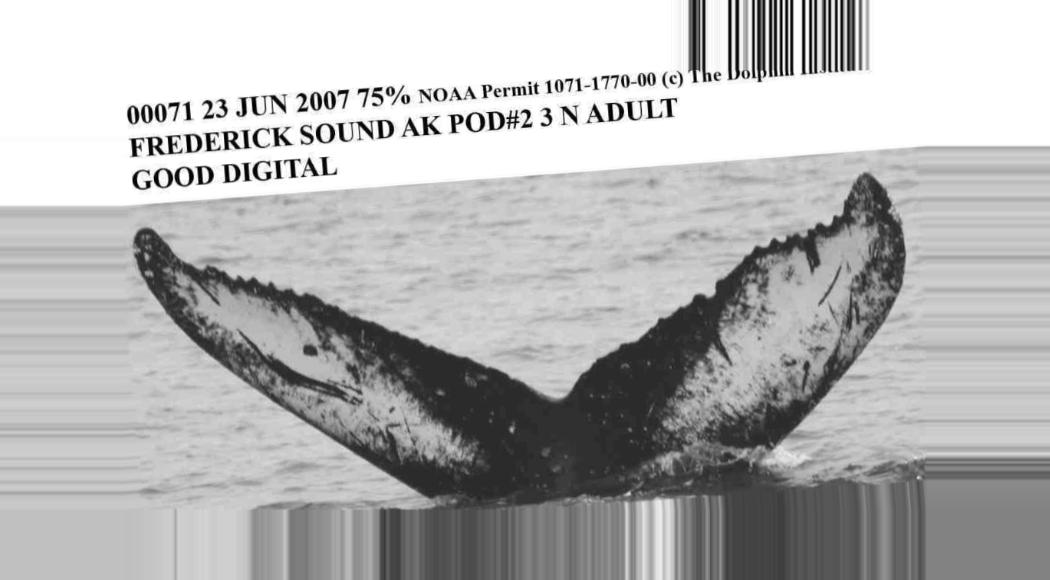 00071 23 JUN 2007 75% NOAA Permit 1071-1770-00 (c) The Dolphin
FREDERICK SOUND AK POD#2 3 N ADULT
GOOD DIGITAL